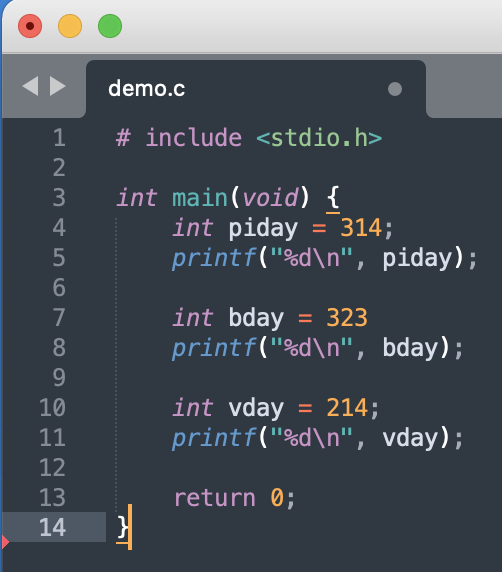 demo.c
1 # include <stdio.h>
2
3 int main(void) {
4     int piday = 314;
5     printf("%d\n", piday);
6
7     int bday = 323
8     printf("%d\n", bday);
9
10     int vday = 214;
11     printf("%d\n", vday);
12
13     return 0;
14 }